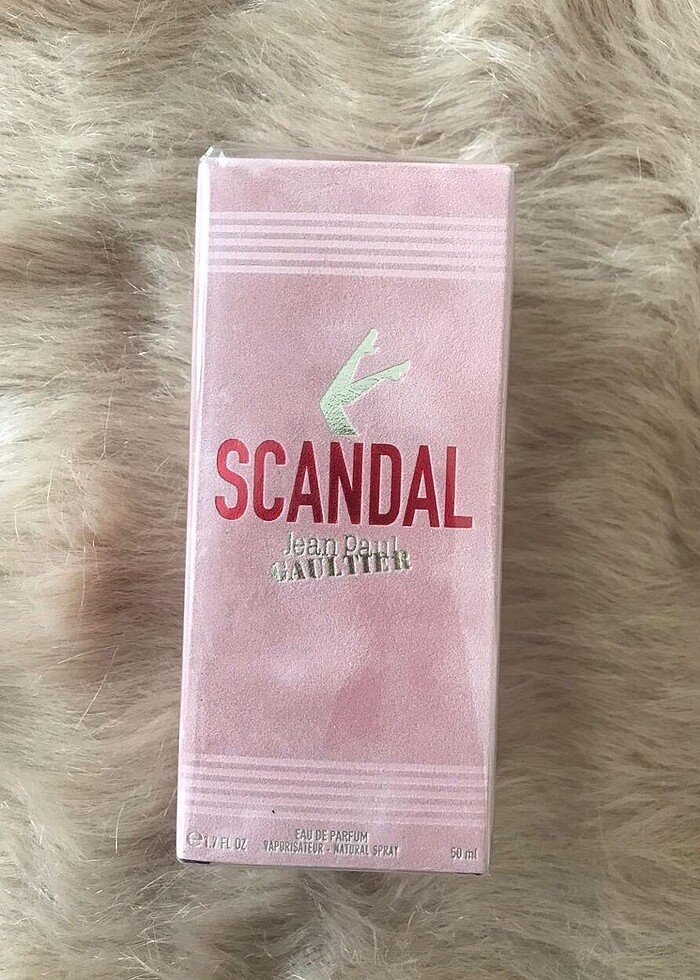 SCANDAL
Jean Paul
GAULTIER
EAU DE PARFUM
℮1.7 FL OZ VAPORISATEUR - NATURAL SPRAY 50 ml